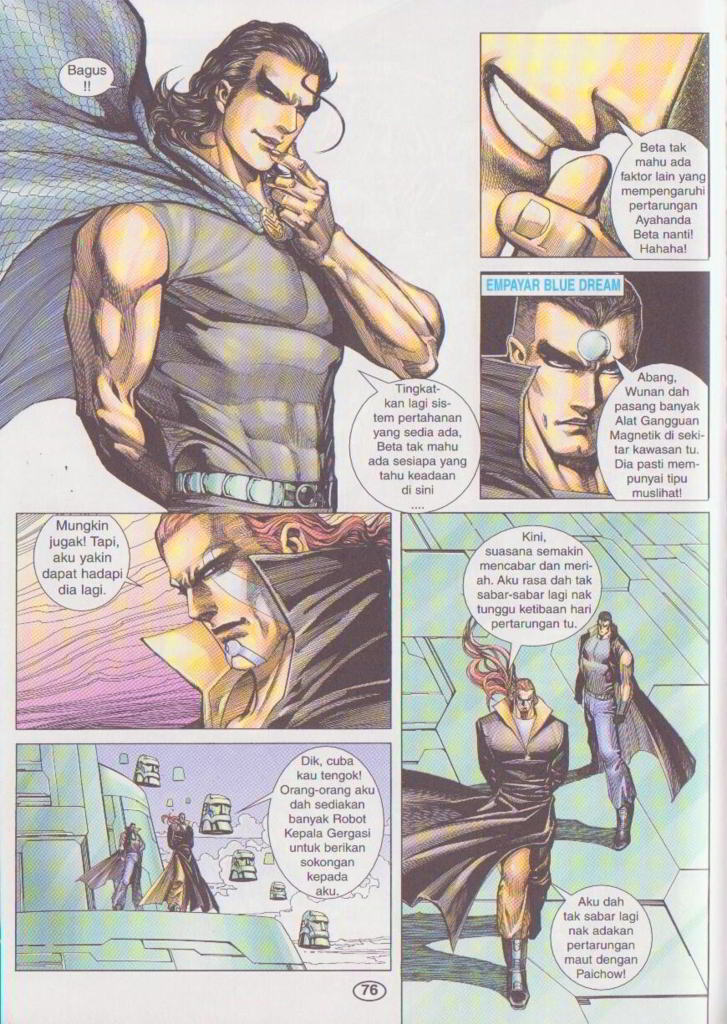 Bagus
!!
Beta tak
mahu ada
faktor lain yang
mempengaruhi
pertarungan
Ayahanda
Beta nanti!
Hahaha!
Tingkat-
kan lagi sis-
tem pertahanan
yang sedia ada,
Beta tak mahu
ada sesiapa yang
tahu keadaan
di sini
....
EMPAYAR BLUE DREAM
Abang,
Wunan dah
pasang banyak
Alat Gangguan
Magnetik di seki-
tar kawasan tu.
Dia pasti mem-
punyai tipu
muslihat!
Mungkin
jugak! Tapi,
aku yakin
dapat hadapi
dia lagi.
Kini,
suasana semakin
mencabar dan meri-
ah. Aku rasa dah tak
sabar-sabar lagi nak
tunggu ketibaan hari
pertarungan tu.
Dik, cuba
kau tengok!
Orang-orang aku
dah sediakan
banyak Robot
Kepala Gergasi
untuk berikan
sokongan
kepada
aku.
Aku dah
tak sabar lagi
nak adakan
pertarungan
maut dengan
Paichow!
76